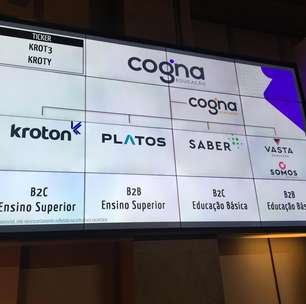 TICKER
KROT3
KROTY
cogna
EDUCAÇÃO
cogna
kroton
PLATOS
SABER
VASTA
SOMOS
B2C
Ensino Superior
B2B
Ensino Superior
B2C
Educação Básica
B2B
Educação Bás